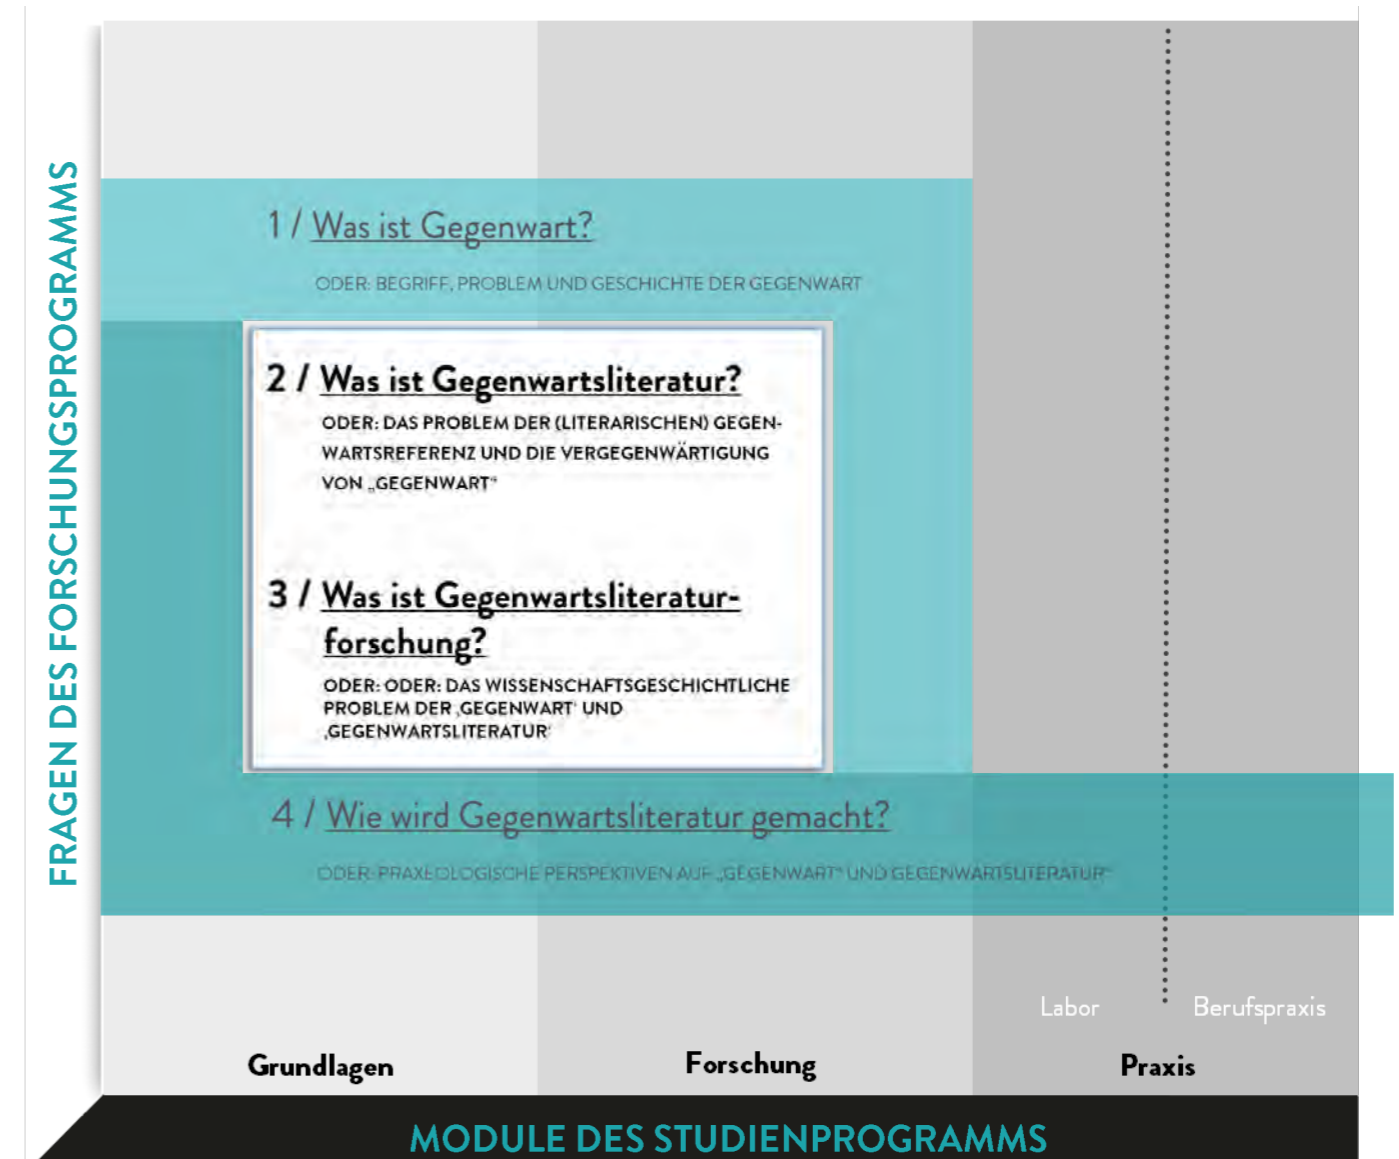 FRAGEN DES FORSCHUNGSPROGRAMMS
1 / Was ist Gegenwart?
ODER: BEGRIFF, PROBLEM UND GESCHICHTE DER GEGENWART
2 / Was ist Gegenwartsliteratur?
ODER: DAS PROBLEM DER (LITERARISCHEN) GEGEN-
WARTSREFERENZ UND DIE VERGEGENWÄRTIGUNG
VON „GEGENWART“
3 / Was ist Gegenwartsliteratur-
forschung?
ODER: ODER: DAS WISSENSCHAFTSGESCHICHTLICHE
PROBLEM DER ‚GEGENWART‘ UND
‚GEGENWARTSLITERATUR‘
4 / Wie wird Gegenwartsliteratur gemacht?
ODER: PRAXEOLOGISCHE PERSPEKTIVEN AUF „GEGENWART“ UND GEGENWARTSLITERATUR“
Labor
Berufspraxis
Grundlagen
Forschung
Praxis
MODULE DES STUDIENPROGRAMMS